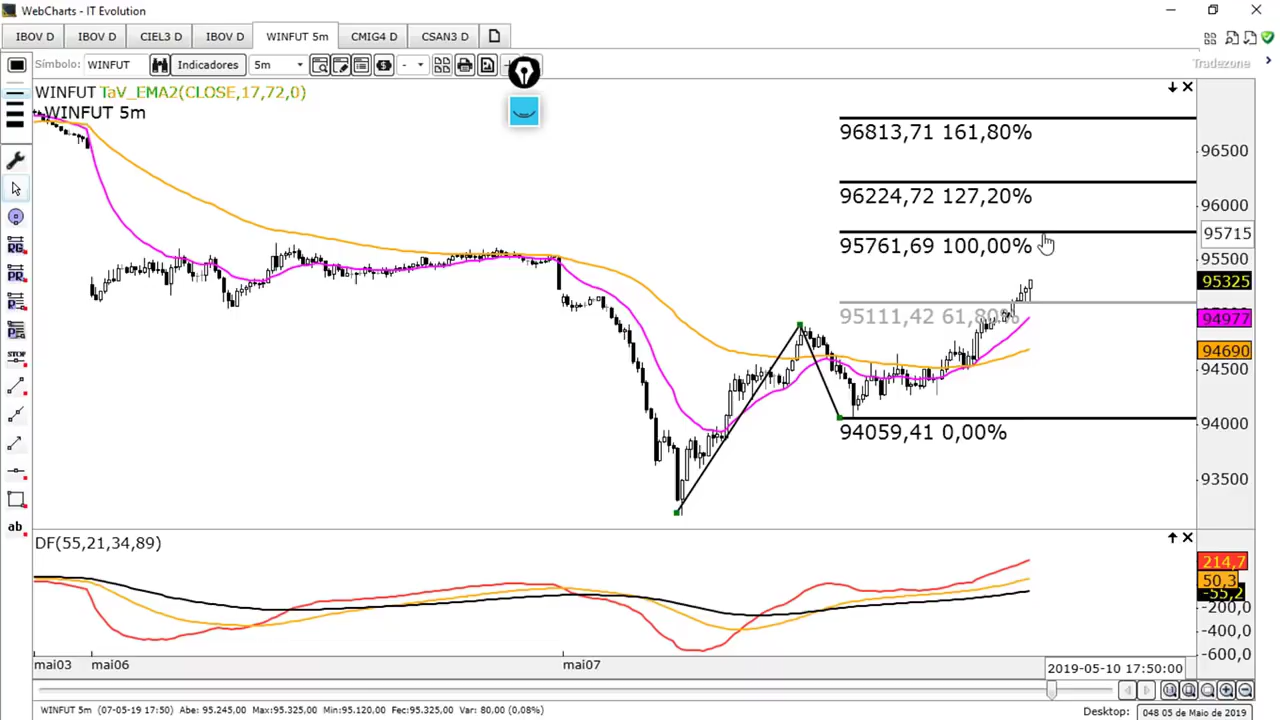 WebCharts - IT Evolution
IBOV D
IBOV D
CIEL3 D
IBOV D
WINFUT 5m
CMIG4 D
CSAN3 D
Símbolo:
WINFUT
Indicadores
5m
-
Tradezone
WINFUT TaV_EMA2(CLOSE,17,72,0)
WINFUT 5m
RG
PR
STOP
ab
96813,71 161,80%
96224,72 127,20%
95761,69 100,00%
95111,42 61,80%
94059,41 0,00%
96500
96000
95715
95500
95325
94977
94690
94500
94000
93500
DF(55,21,34,89)
214,7
50,3
-55,2
-200,0
-400,0
-600,0
mai03
mai06
mai07
2019-05-10 17:50:00
WINFUT 5m (07-05-19 17:50) Abe: 95.245,00 Max:95.325,00 Min:95.120,00 Fec:95.325,00 Var: 80,00 (0,08%)
Desktop:
048 05 de Maio de 2019